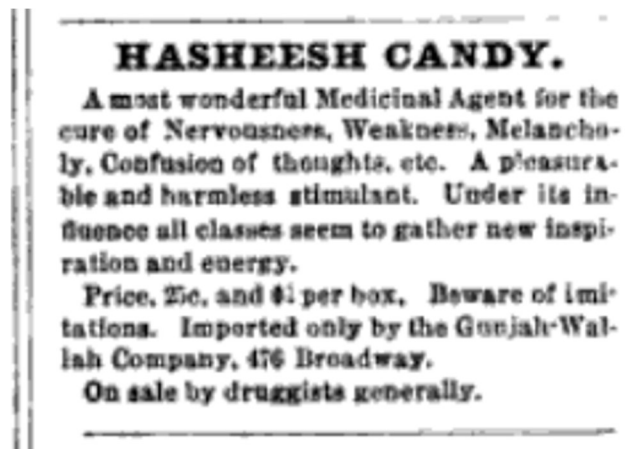 HASHEESH CANDY.
A most wonderful Medicinal Agent for the
cure of Nervousness, Weakness, Melancho-
ly, Confusion of thoughts, etc. A pleasura-
ble and harmless stimulant. Under its in-
fluence all classes seem to gather new inspi-
ration and energy.
Price, 25c. and $1 per box. Beware of imi-
tations. Imported only by the Gunjah-Wal-
lah Company, 476 Broadway.
On sale by druggists generally.